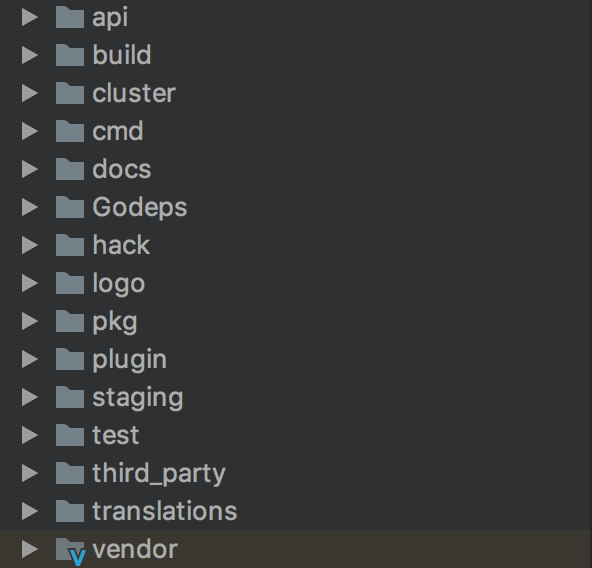 api
build
cluster
cmd
docs
Godeps
hack
logo
pkg
plugin
staging
test
third_party
translations
vendor